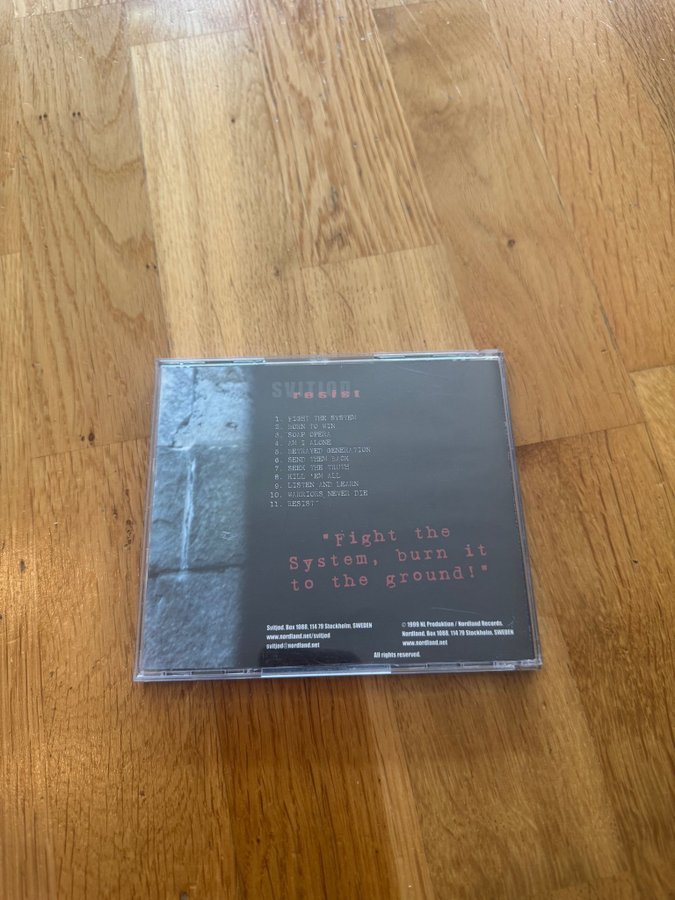 SVITJOD
resist
1. FIGHT THE SYSTEM
2. BORN TO WIN
3. SOAP OPERA
4. AM I ALONE
5. BETRAYED GENERATION
6. SEND THEM BACK
7. SEEK THE TRUTH
8. KILL 'EM ALL
9. LISTEN AND LEARN
10. WARRIORS NEVER DIE
11. RESIST
"Fight the
System, burn it
to the ground!"
Svitjod. Box 1088, 114 79 Stockholm, SWEDEN
www.nordland.net/svitjod
svitjod@nordland.net
© 1999 NL Produktion / Nordland Records.
Nordland. Box 1088, 114 79 Stockholm, SWEDEN
www.nordland.net
All rights reserved.